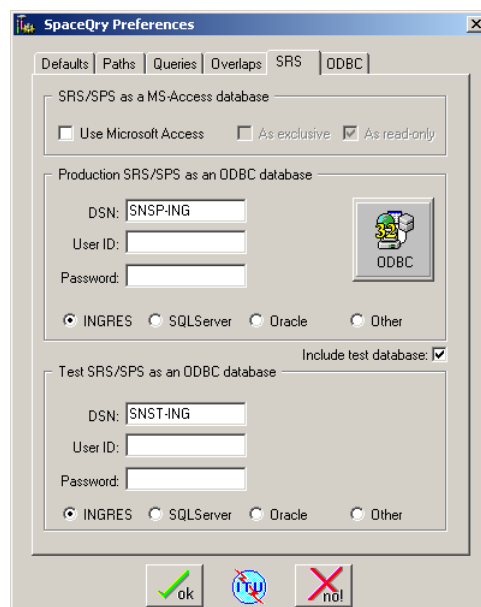 SpaceQry Preferences
Defaults Paths Queries Overlaps SRS ODBC
SRS/SPS as a MS-Access database
Use Microsoft Access As exclusive As read-only
Production SRS/SPS as an ODBC database
DSN: SNSP-ING
User ID:
32
ODBC
Password:
INGRES SQLServer Oracle Other
Include test database:
Test SRS/SPS as an ODBC database
DSN: SNST-ING
User ID:
Password:
INGRES SQLServer Oracle Other
ok ITU no!